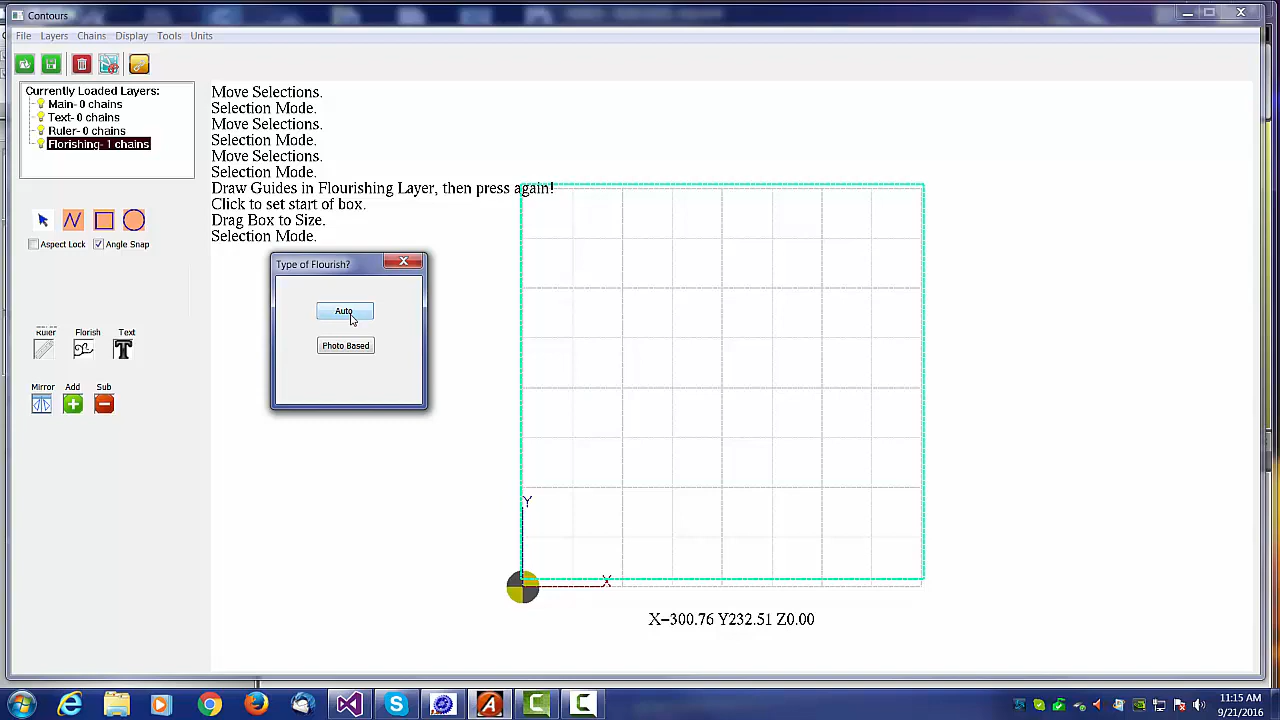 Contours
File Layers Chains Display Tools Units
Currently Loaded Layers:
Main- 0 chains
Text- 0 chains
Ruler- 0 chains
Florishing- 1 chains
Aspect Lock Angle Snap
Ruler Florish Text
Mirror Add Sub
Move Selections.
Selection Mode.
Move Selections.
Selection Mode.
Move Selections.
Selection Mode.
Draw Guides in Flourishing Layer, then press again!
Click to set start of box.
Drag Box to Size.
Selection Mode.
Type of Flourish?
Auto
Photo Based
Y
X
X=300.76 Y232.51 Z0.00
11:15 AM
9/21/2016